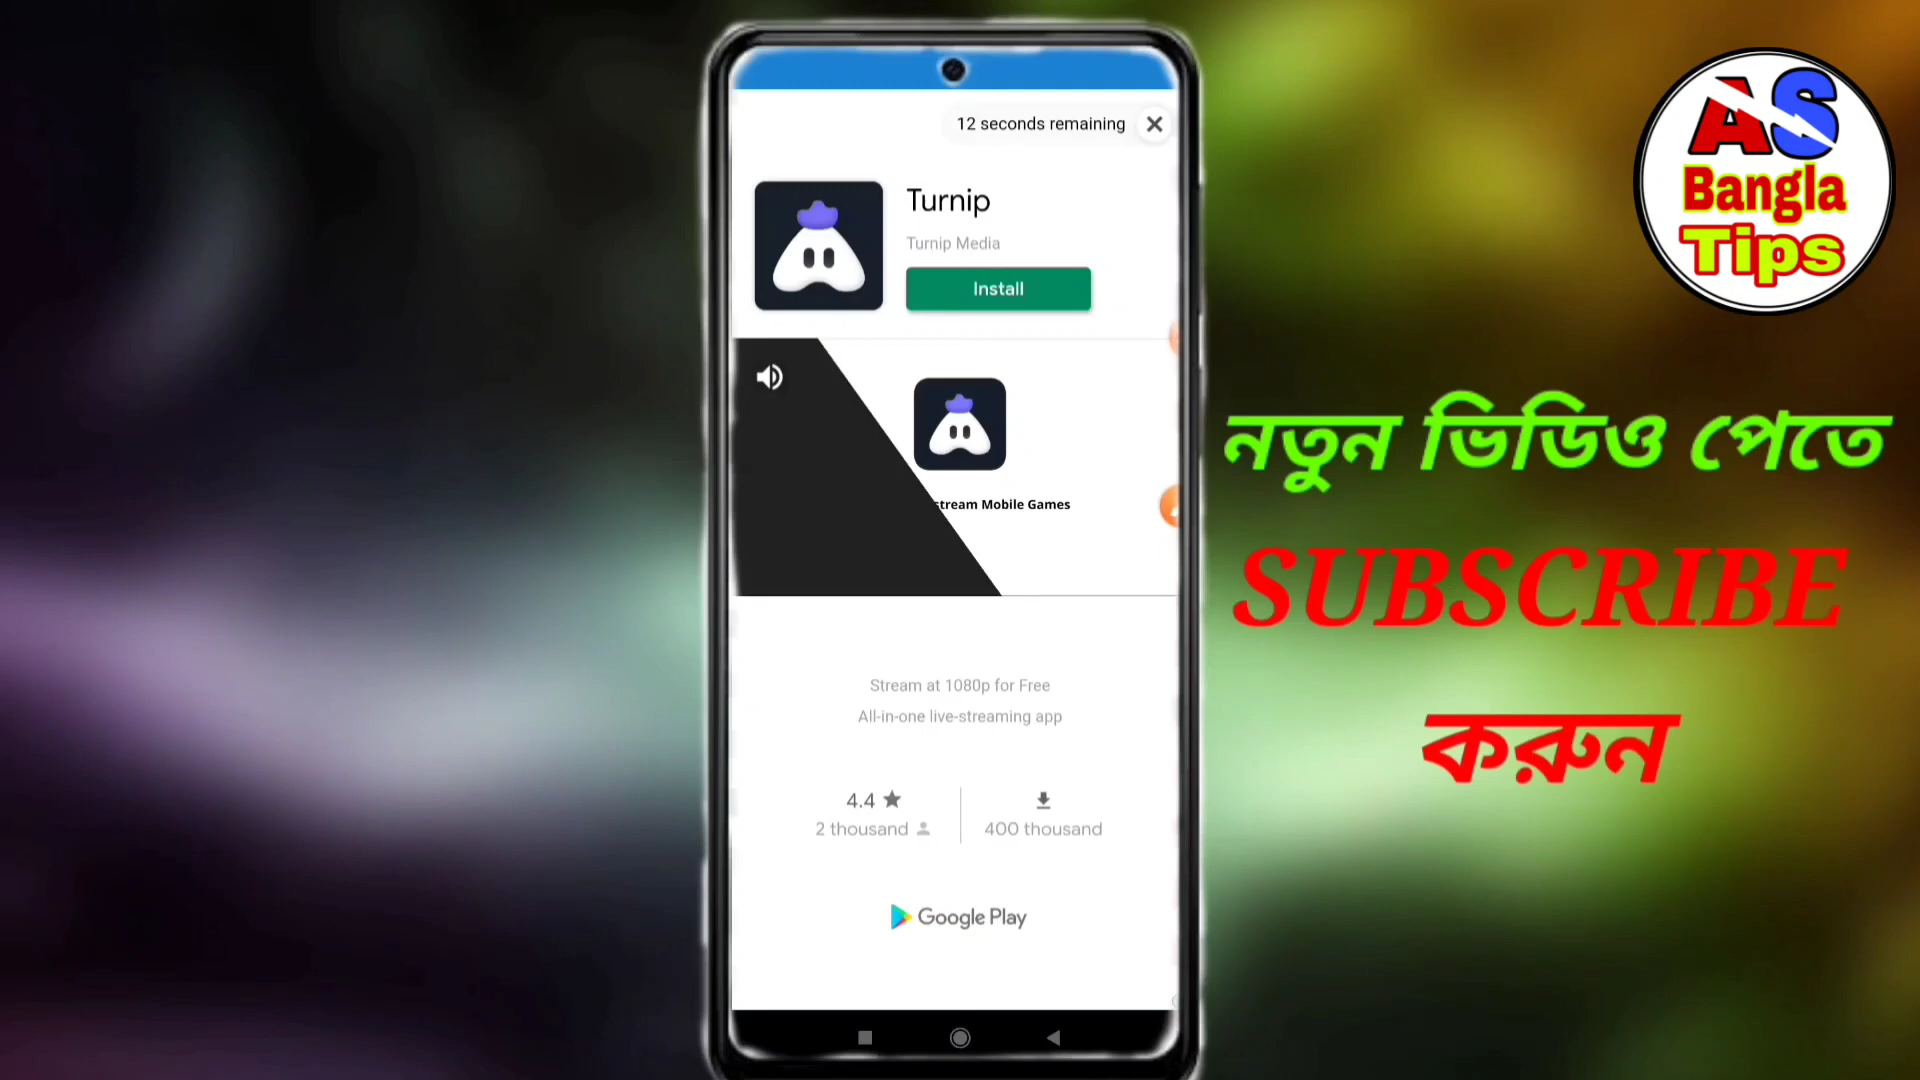 12 seconds remaining
Turnip
Turnip Media
Install
stream Mobile Games
Stream at 1080p for Free
All-in-one live-streaming app
4.4
2 thousand
400 thousand
Google Play
AS
Bangla
Tips
নতুন ভিডিও পেতে
SUBSCRIBE
করুন